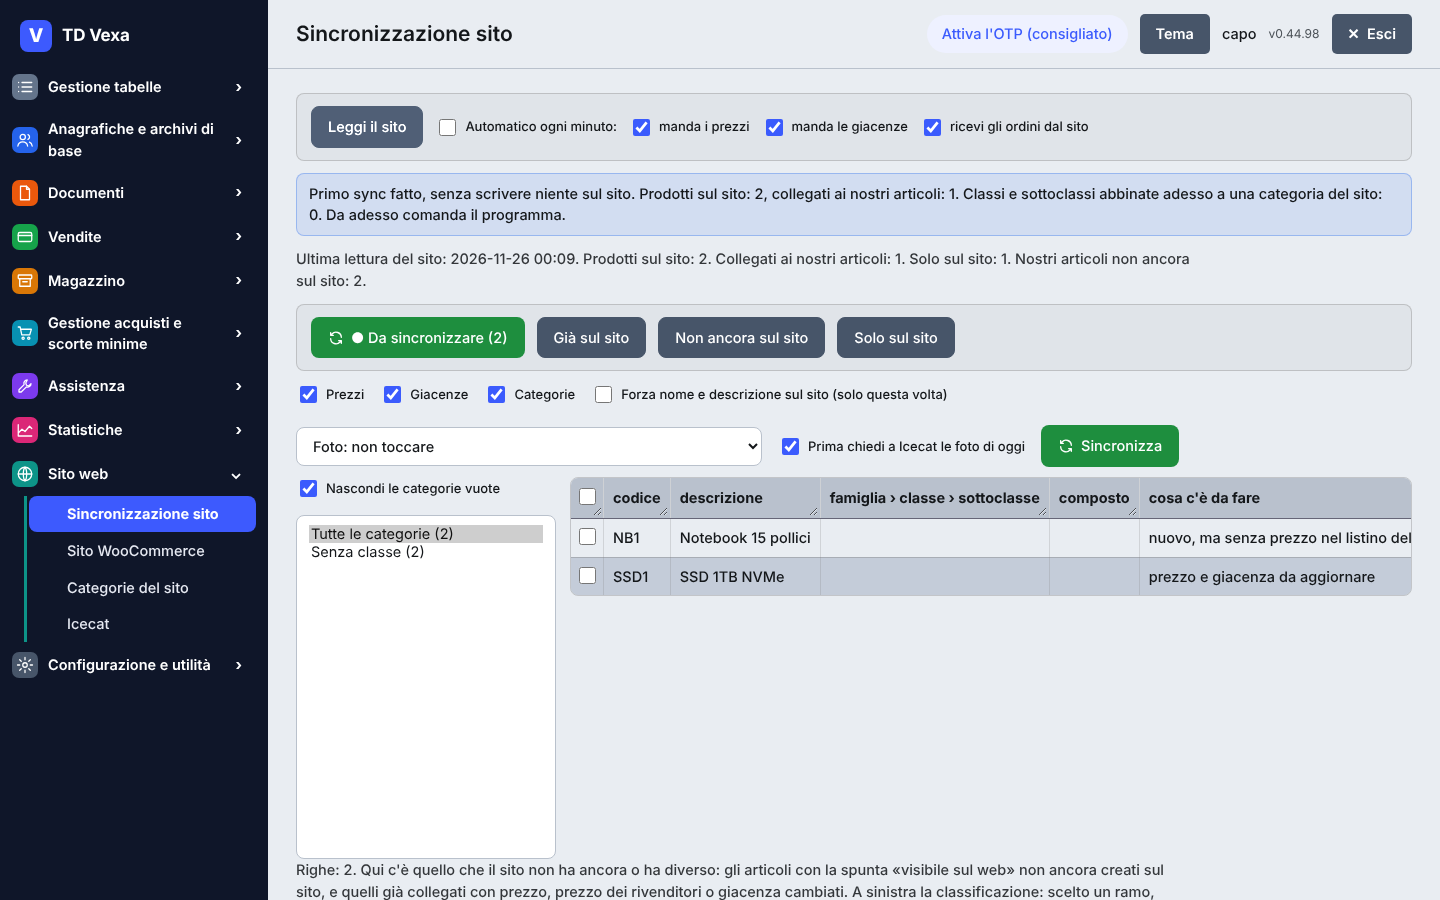 V TD Vexa
Gestione tabelle
Anagrafiche e archivi di
base
Documenti
Vendite
Magazzino
Gestione acquisti e
scorte minime
Assistenza
Statistiche
Sito web
Sincronizzazione sito
Sito WooCommerce
Categorie del sito
Icecat
Configurazione e utilità
Sincronizzazione sito
Attiva l'OTP (consigliato) Tema capo v0.44.98 × Esci
Leggi il sito Automatico ogni minuto: manda i prezzi manda le giacenze ricevi gli ordini dal sito
Primo sync fatto, senza scrivere niente sul sito. Prodotti sul sito: 2, collegati ai nostri articoli: 1. Classi e sottoclassi abbinate adesso a una categoria del sito:
0. Da adesso comanda il programma.
Ultima lettura del sito: 2026-11-26 00:09. Prodotti sul sito: 2. Collegati ai nostri articoli: 1. Solo sul sito: 1. Nostri articoli non ancora
sul sito: 2.
● Da sincronizzare (2) Già sul sito Non ancora sul sito Solo sul sito
Prezzi Giacenze Categorie Forza nome e descrizione sul sito (solo questa volta)
Foto: non toccare Prima chiedi a Icecat le foto di oggi Sincronizza
Nascondi le categorie vuote
Tutte le categorie (2)
Senza classe (2)
codice descrizione famiglia › classe › sottoclasse composto cosa c'è da fare
NB1 Notebook 15 pollici nuovo, ma senza prezzo nel listino del
SSD1 SSD 1TB NVMe prezzo e giacenza da aggiornare
Righe: 2. Qui c'è quello che il sito non ha ancora o ha diverso: gli articoli con la spunta «visibile sul web» non ancora creati sul
sito, e quelli già collegati con prezzo, prezzo dei rivenditori o giacenza cambiati. A sinistra la classificazione: scelto un ramo,